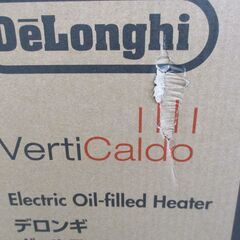 DeLonghi
VertiCaldo
Electric Oil-filled Heater
デロンギ